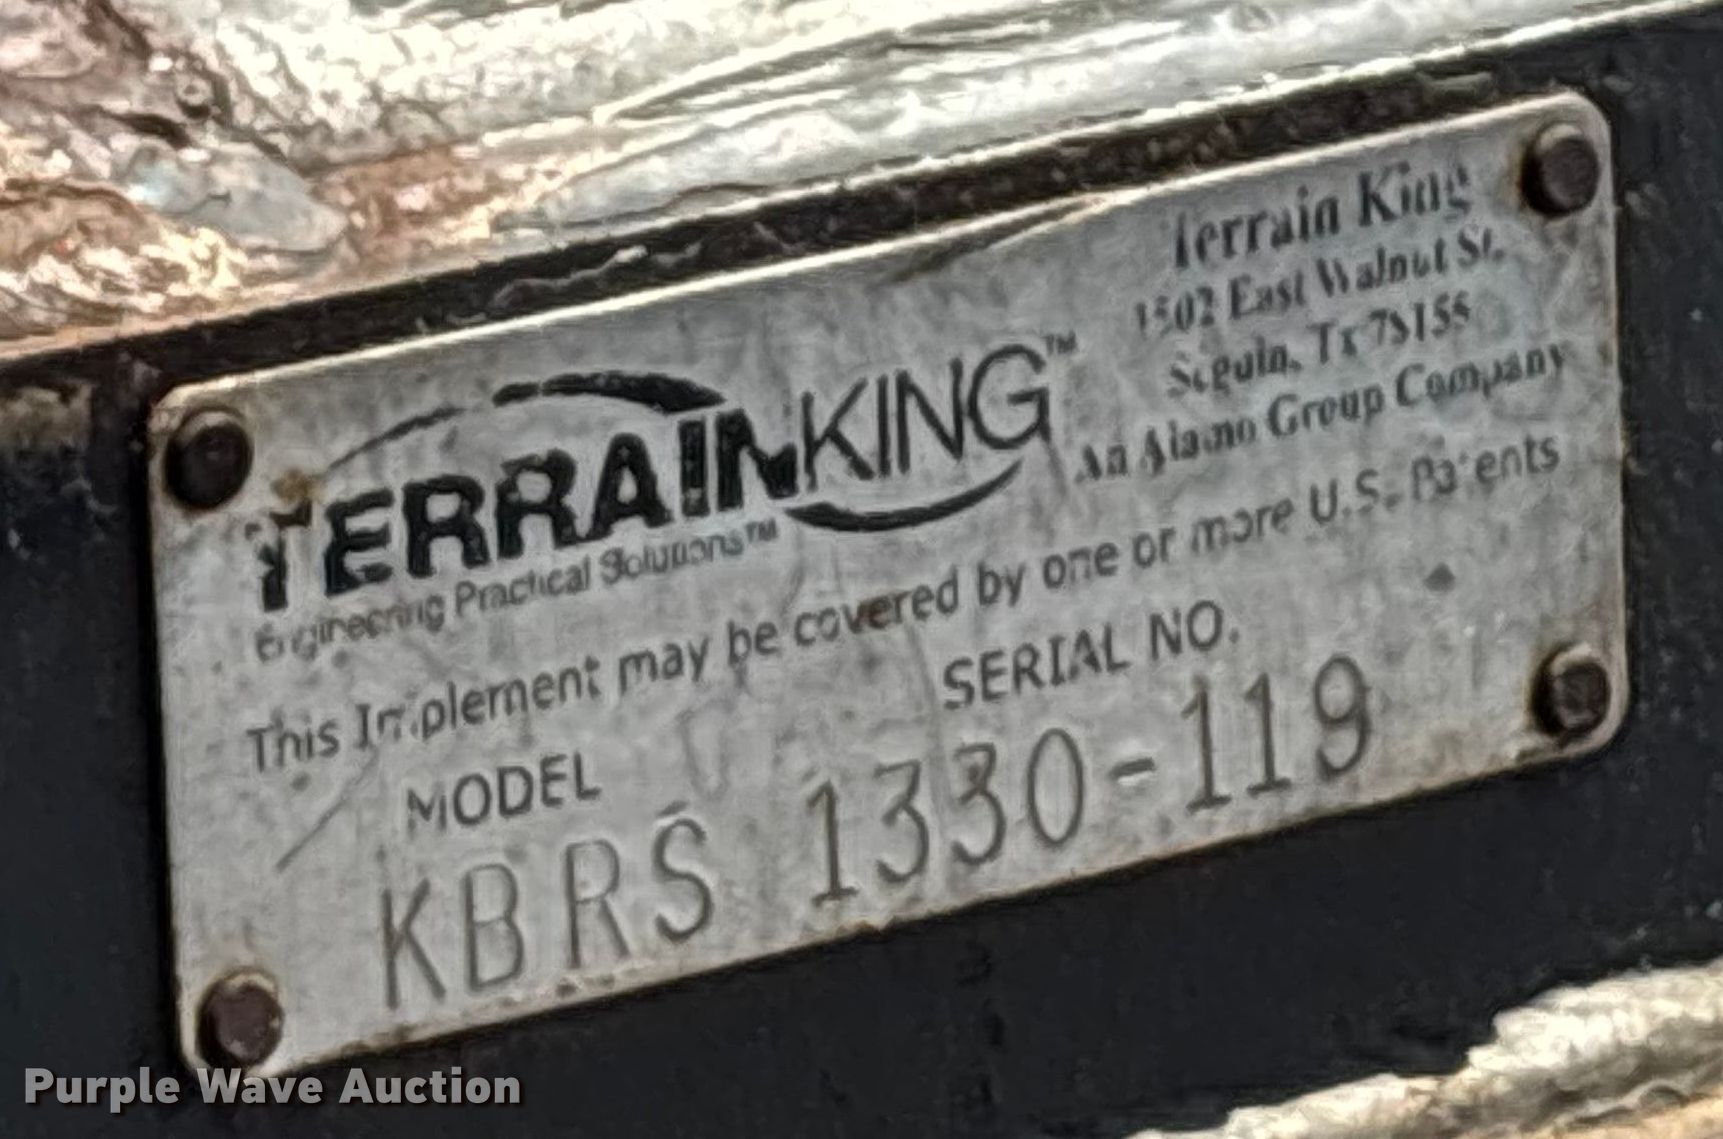 Terrain King
1502 East Walnut St.
Seguin, Tx 78155
An Alamo Group Company
TERRAINKING™
Engineering Practical Solutions™
This Implement may be covered by one or more U.S. Patents
MODEL SERIAL NO.
KBRS 1330-119
Purple Wave Auction